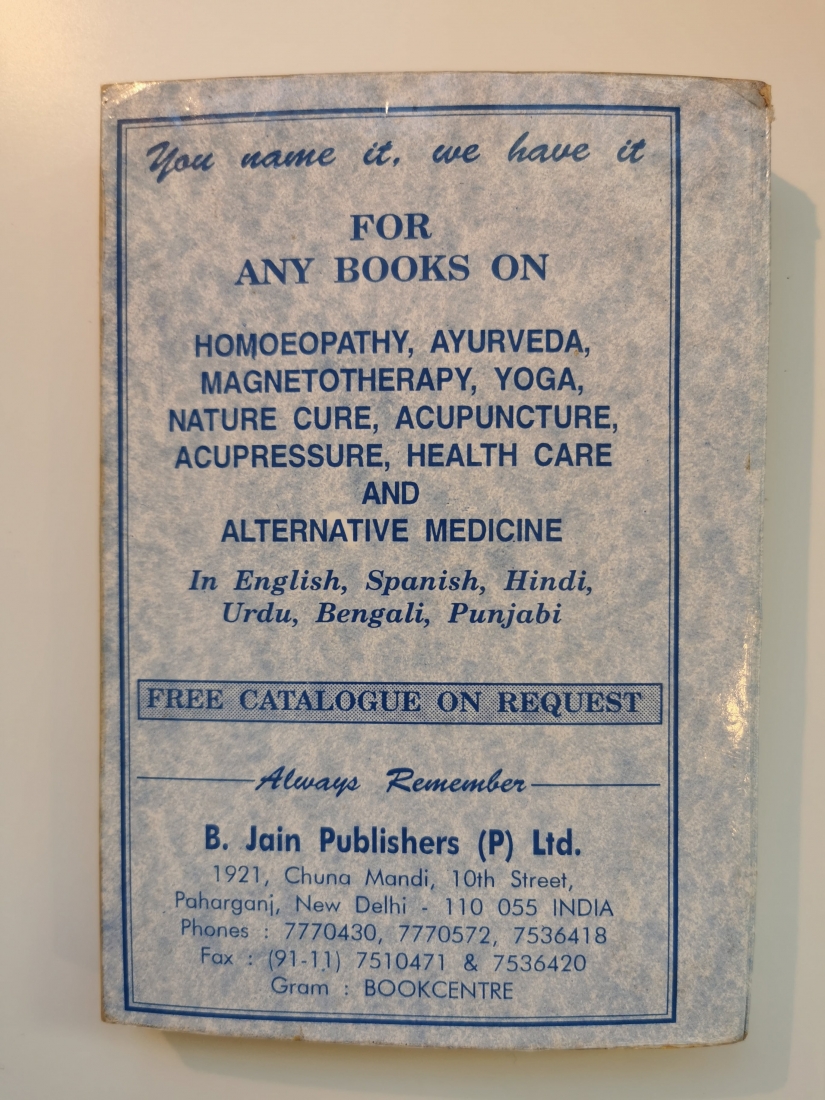 You name it, we have it
FOR
ANY BOOKS ON
HOMOEOPATHY, AYURVEDA,
MAGNETOTHERAPY, YOGA,
NATURE CURE, ACUPUNCTURE,
ACUPRESSURE, HEALTH CARE
AND
ALTERNATIVE MEDICINE
In English, Spanish, Hindi,
Urdu, Bengali, Punjabi
FREE CATALOGUE ON REQUEST
Always Remember
B. Jain Publishers (P) Ltd.
1921, Chuna Mandi, 10th Street,
Paharganj, New Delhi - 110 055 INDIA
Phones : 7770430, 7770572, 7536418
Fax : (91-11) 7510471 & 7536420
Gram : BOOKCENTRE